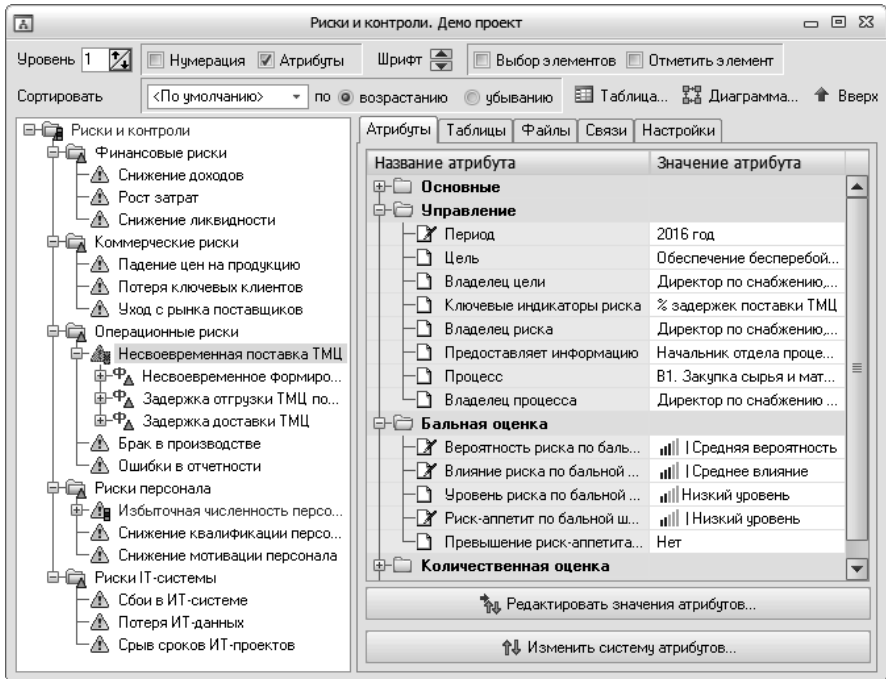 Риски и контроли. Демо проект
Уровень 1 Нумерация Атрибуты Шрифт Выбор элементов Отметить элемент
Сортировать <По умолчанию> по возрастанию убыванию Таблица... Диаграмма... Вверх
Риски и контроли
Финансовые риски
Снижение доходов
Рост затрат
Снижение ликвидности
Коммерческие риски
Падение цен на продукцию
Потеря ключевых клиентов
Уход с рынка поставщиков
Операционные риски
Несвоевременная поставка ТМЦ
Несвоевременное формиро...
Задержка отгрузки ТМЦ по...
Задержка доставки ТМЦ
Брак в производстве
Ошибки в отчетности
Риски персонала
Избыточная численность персо...
Снижение квалификации персо...
Снижение мотивации персонала
Риски IT-системы
Сбои в ИТ-системе
Потеря ИТ-данных
Срыв сроков ИТ-проектов
Атрибуты Таблицы Файлы Связи Настройки
Название атрибута Значение атрибута
Основные
Управление
Период 2016 год
Цель Обеспечение бесперебой...
Владелец цели Директор по снабжению,...
Ключевые индикаторы риска % задержек поставки ТМЦ
Владелец риска Директор по снабжению,...
Предоставляет информацию Начальник отдела проце...
Процесс В1. Закупка сырья и мат...
Владелец процесса Директор по снабжению ...
Бальная оценка
Вероятность риска по баль... | Средняя вероятность
Влияние риска по бальной ... | Среднее влияние
Уровень риска по бальной ... Низкий уровень
Риск-аппетит по бальной ш... | Низкий уровень
Превышение риск-аппетита... Нет
Количественная оценка
Редактировать значения атрибутов...
Изменить систему атрибутов...